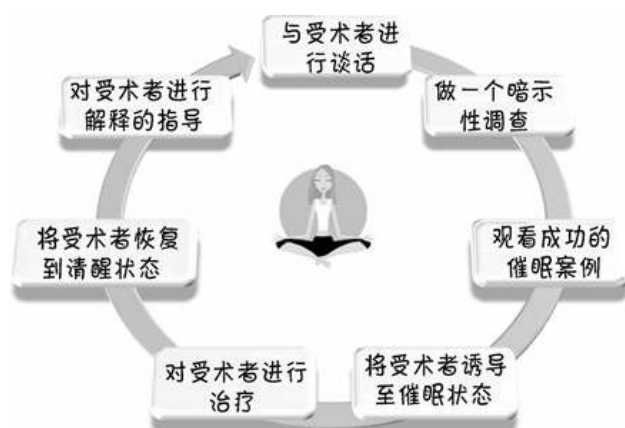 与受术者进
行谈话
做一个暗示
性调查
观看成功的
催眠案例
将受术者诱导
至催眠状态
对受术者进行
治疗
将受术者恢复
到请醒状态
对受术者进行
解释的指导